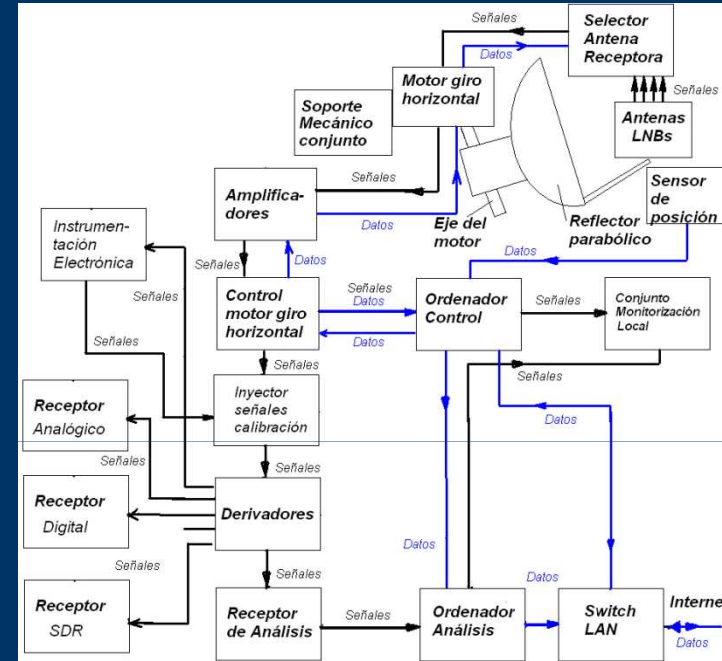 Señales
Selector
Antena
Receptora
Datos
Motor giro
horizontal
Señales
Soporte
Mecánico
conjunto
Antenas
LNBs
Señales
Amplifica-
dores
Sensor
de
posición
Instrumen-
tación
Electrónica
Datos
Eje del
motor
Reflector
parabólico
Señales
Datos
Datos
Señales
Control
motor giro
horizontal
Señales
Datos
Ordenador
Control
Señales
Conjunto
Monitorización
Local
Datos
Señales
Señales
Receptor
Analógico
Inyector
señales
calibración
Datos
Señales
Señales
Receptor
Digital
Derivadores
Datos
Señales
Señales
Datos
Receptor
SDR
Receptor
de Análisis
Señales
Ordenador
Análisis
Switch
LAN
Interne
Datos